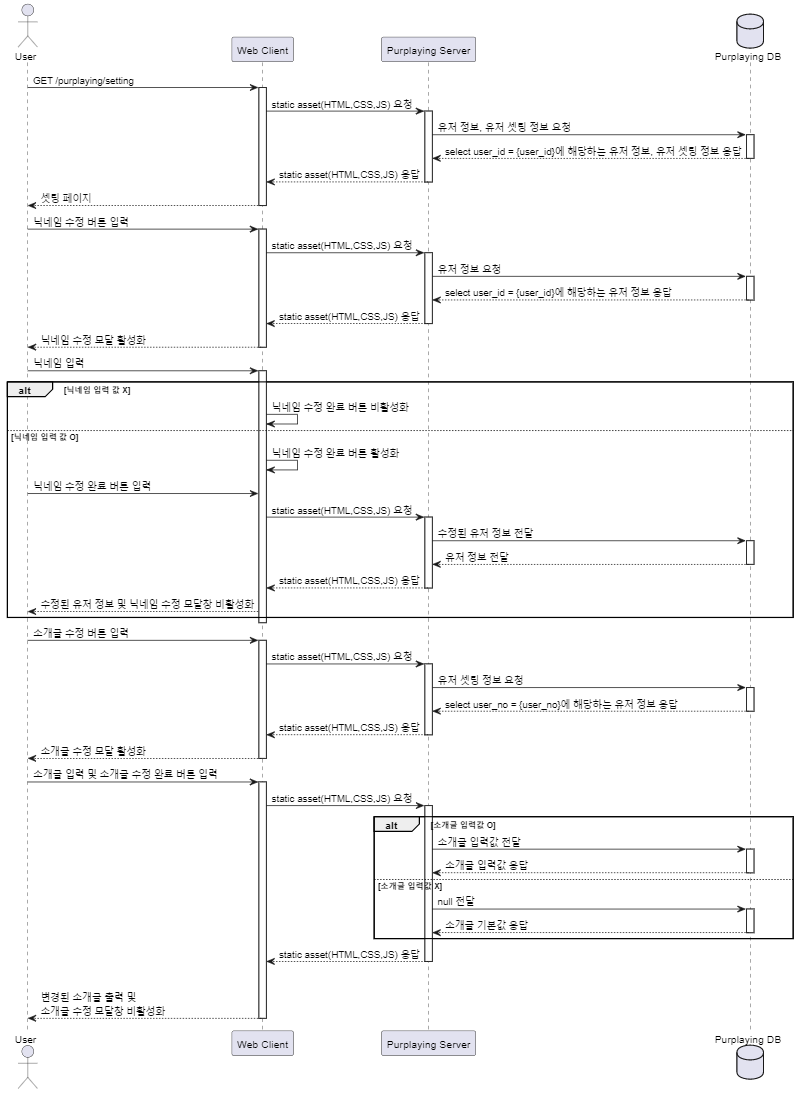 User
Web Client
Purplaying Server
Purplaying DB
GET /purplaying/setting
static asset(HTML,CSS,JS) 요청
유저 정보, 유저 셋팅 정보 요청
select user_id = {user_id}에 해당하는 유저 정보, 유저 셋팅 정보 응답
static asset(HTML,CSS,JS) 응답
셋팅 페이지
닉네임 수정 버튼 입력
static asset(HTML,CSS,JS) 요청
유저 정보 요청
select user_id = {user_id}에 해당하는 유저 정보 응답
static asset(HTML,CSS,JS) 응답
닉네임 수정 모달 활성화
닉네임 입력
alt
[닉네임 입력 값 X]
닉네임 수정 완료 버튼 비활성화
[닉네임 입력 값 O]
닉네임 수정 완료 버튼 활성화
닉네임 수정 완료 버튼 입력
static asset(HTML,CSS,JS) 요청
수정된 유저 정보 전달
유저 정보 전달
static asset(HTML,CSS,JS) 응답
수정된 유저 정보 및 닉네임 수정 모달창 비활성화
소개글 수정 버튼 입력
static asset(HTML,CSS,JS) 요청
유저 셋팅 정보 요청
select user_no = {user_no}에 해당하는 유저 정보 응답
static asset(HTML,CSS,JS) 응답
소개글 수정 모달 활성화
소개글 입력 및 소개글 수정 완료 버튼 입력
static asset(HTML,CSS,JS) 요청
alt
[소개글 입력값 O]
소개글 입력값 전달
소개글 입력값 응답
[소개글 입력값 X]
null 전달
소개글 기본값 응답
static asset(HTML,CSS,JS) 응답
변경된 소개글 출력 및
소개글 수정 모달창 비활성화
User
Web Client
Purplaying Server
Purplaying DB